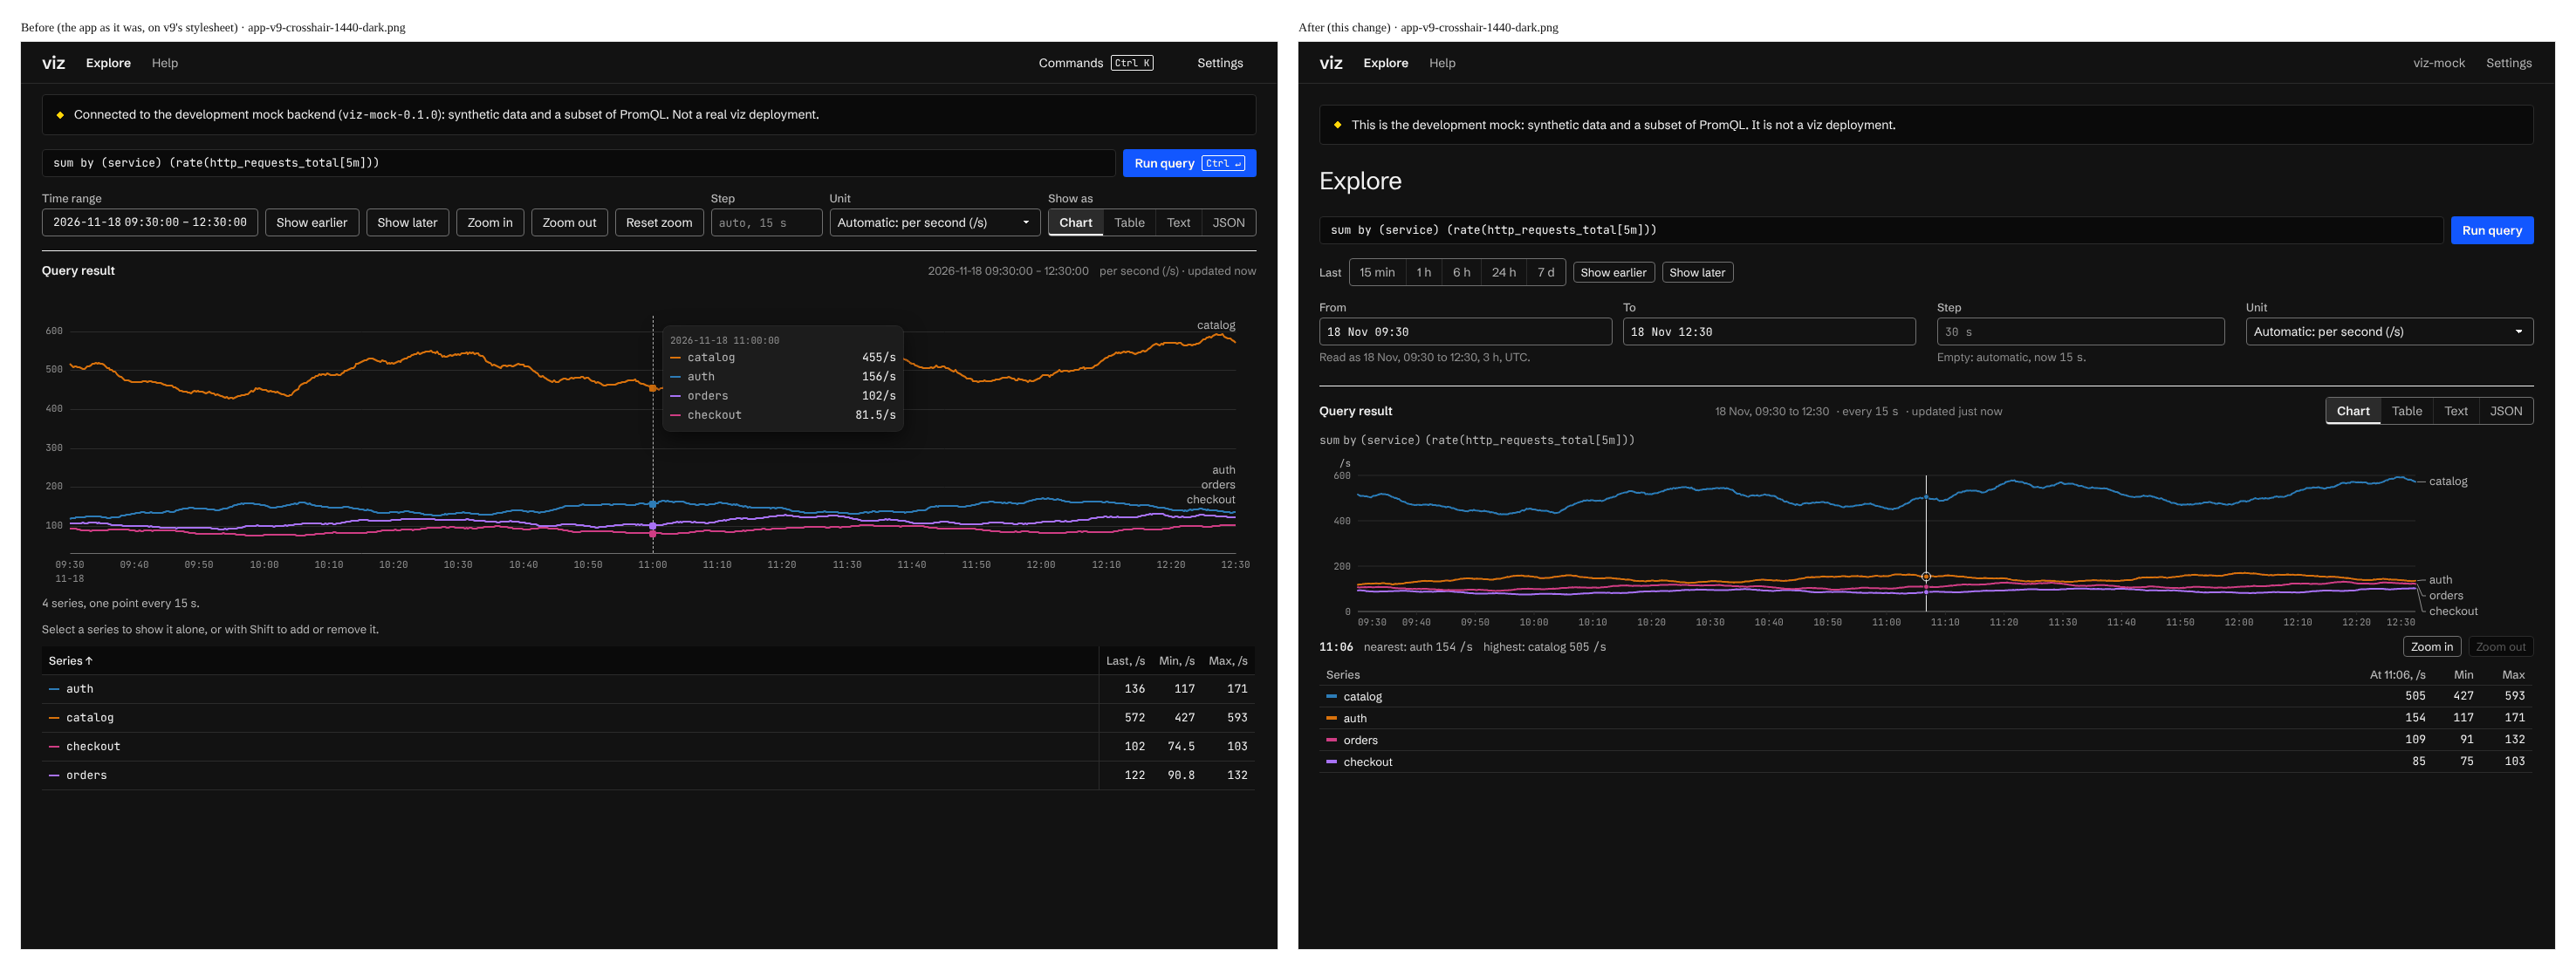 Before (the app as it was, on v9's stylesheet) · app-v9-crosshair-1440-dark.png
viz Explore Help Commands Ctrl K Settings
Connected to the development mock backend (viz-mock-0.1.0): synthetic data and a subset of PromQL. Not a real viz deployment.
sum by (service) (rate(http_requests_total[5m])) Run query Ctrl ↵
Time range Step Unit Show as
2026-11-18 09:30:00 – 12:30:00 Show earlier Show later Zoom in Zoom out Reset zoom auto, 15 s Automatic: per second (/s) Chart Table Text JSON
Query result 2026-11-18 09:30:00 – 12:30:00 per second (/s) · updated now
catalog
600
500
400
300
200
100
2026-11-18 11:00:00
catalog 455/s
auth 156/s
orders 102/s
checkout 81.5/s
auth
orders
checkout
09:30 09:40 09:50 10:00 10:10 10:20 10:30 10:40 10:50 11:00 11:10 11:20 11:30 11:40 11:50 12:00 12:10 12:20 12:30
11-18
4 series, one point every 15 s.
Select a series to show it alone, or with Shift to add or remove it.
Series ↑ Last, /s Min, /s Max, /s
auth 136 117 171
catalog 572 427 593
checkout 102 74.5 103
orders 122 90.8 132
After (this change) · app-v9-crosshair-1440-dark.png
viz Explore Help viz-mock Settings
This is the development mock: synthetic data and a subset of PromQL. It is not a viz deployment.
Explore
sum by (service) (rate(http_requests_total[5m])) Run query
Last 15 min 1 h 6 h 24 h 7 d Show earlier Show later
From To Step Unit
18 Nov 09:30 18 Nov 12:30 30 s Automatic: per second (/s)
Read as 18 Nov, 09:30 to 12:30, 3 h, UTC. Empty: automatic, now 15 s.
Query result 18 Nov, 09:30 to 12:30 · every 15 s · updated just now Chart Table Text JSON
sum by (service) (rate(http_requests_total[5m]))
/s
600
400
200
0
catalog
auth
orders
checkout
09:30 09:40 09:50 10:00 10:10 10:20 10:30 10:40 10:50 11:00 11:10 11:20 11:30 11:40 11:50 12:00 12:10 12:20 12:30
11:06 nearest: auth 154 /s highest: catalog 505 /s Zoom in Zoom out
Series At 11:06, /s Min Max
catalog 505 427 593
auth 154 117 171
orders 109 91 132
checkout 85 75 103